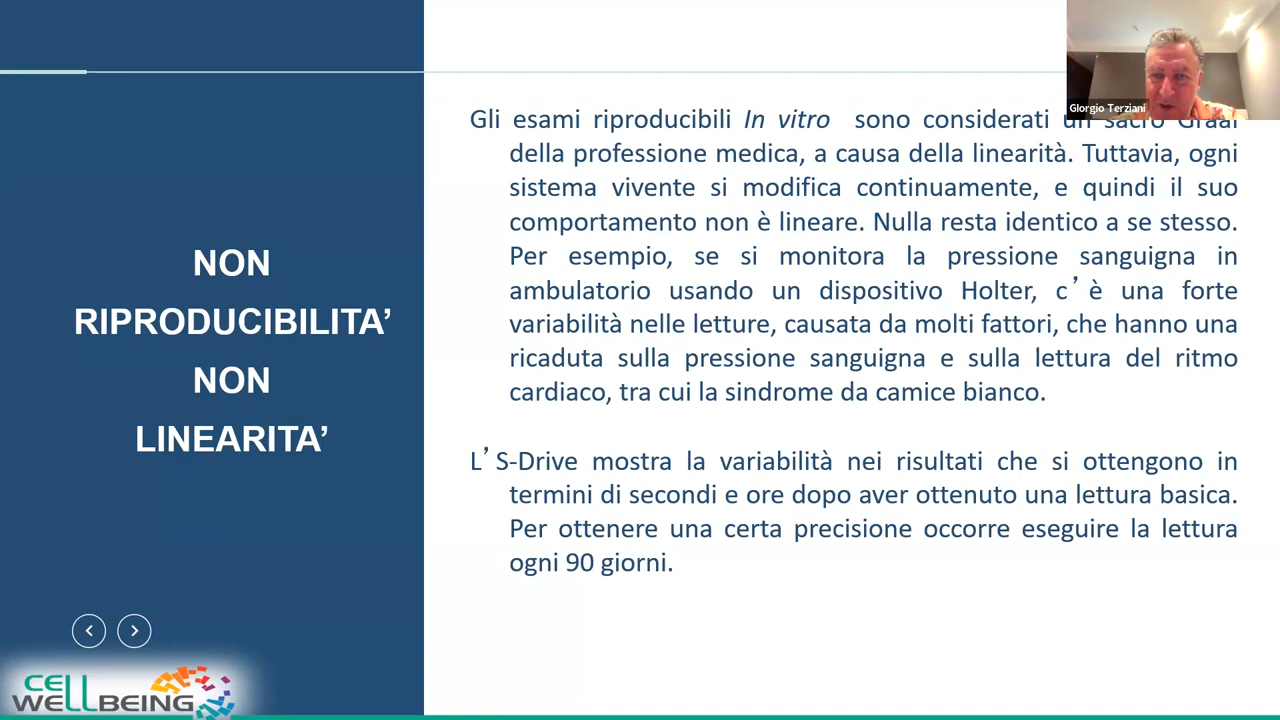 GIorgio Terziani
NON
RIPRODUCIBILITA’
NON
LINEARITA’
Gli esami riproducibili In vitro sono considerati un sacro Graal
della professione medica, a causa della linearità. Tuttavia, ogni
sistema vivente si modifica continuamente, e quindi il suo
comportamento non è lineare. Nulla resta identico a se stesso.
Per esempio, se si monitora la pressione sanguigna in
ambulatorio usando un dispositivo Holter, c’è una forte
variabilità nelle letture, causata da molti fattori, che hanno una
ricaduta sulla pressione sanguigna e sulla lettura del ritmo
cardiaco, tra cui la sindrome da camice bianco.
L’S-Drive mostra la variabilità nei risultati che si ottengono in
termini di secondi e ore dopo aver ottenuto una lettura basica.
Per ottenere una certa precisione occorre eseguire la lettura
ogni 90 giorni.
CELL
WELLBEING